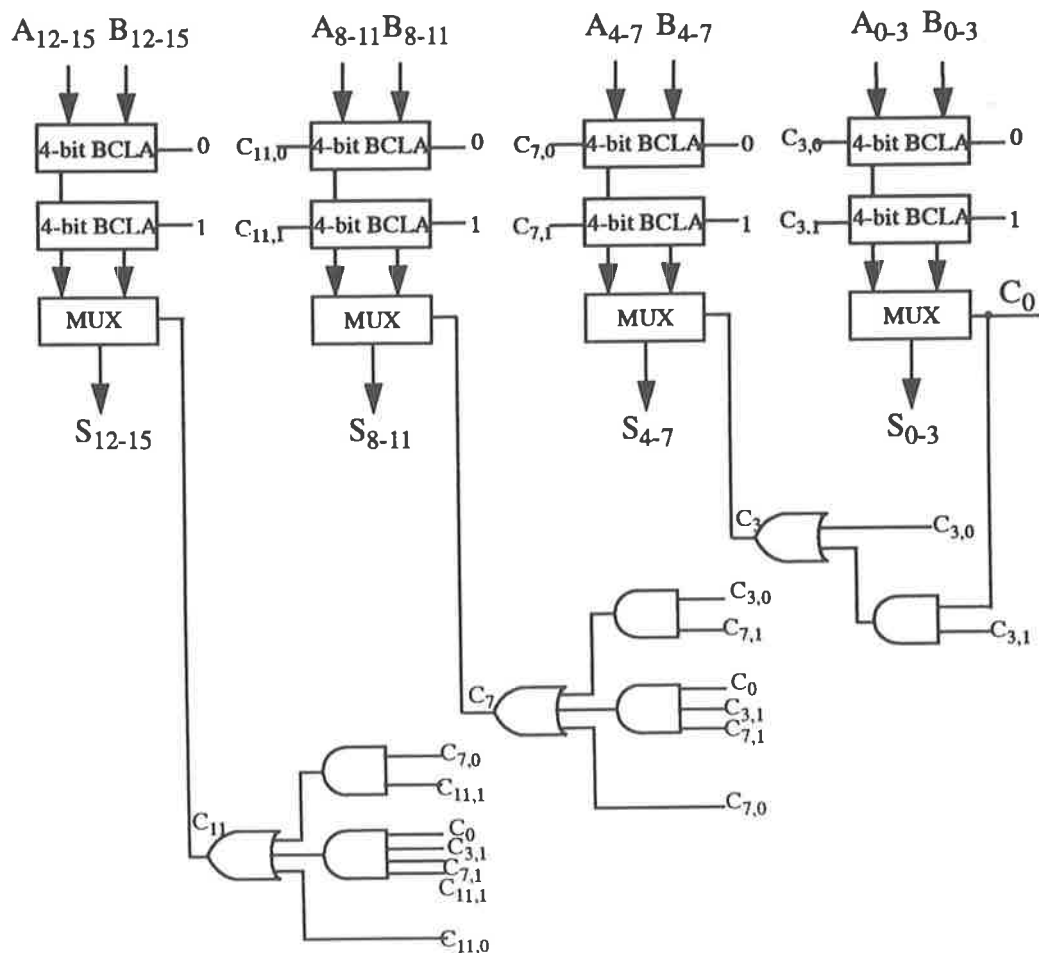 A12-15 B12-15
A8-11 B8-11
A4-7 B4-7
A0-3 B0-3
4-bit BCLA 0
C11,0 4-bit BCLA 0
C7,0 4-bit BCLA 0
C3,0 4-bit BCLA 0
4-bit BCLA 1
C11,1 4-bit BCLA 1
C7,1 4-bit BCLA 1
C3,1 4-bit BCLA 1
MUX
MUX
MUX
MUX
C0
S12-15
S8-11
S4-7
S0-3
C3
C3,0
C3,1
C3,0
C7,1
C7
C0
C3,1
C7,1
C7,0
C7,0
C11,1
C11
C0
C3,1
C7,1
C11,1
C11,0